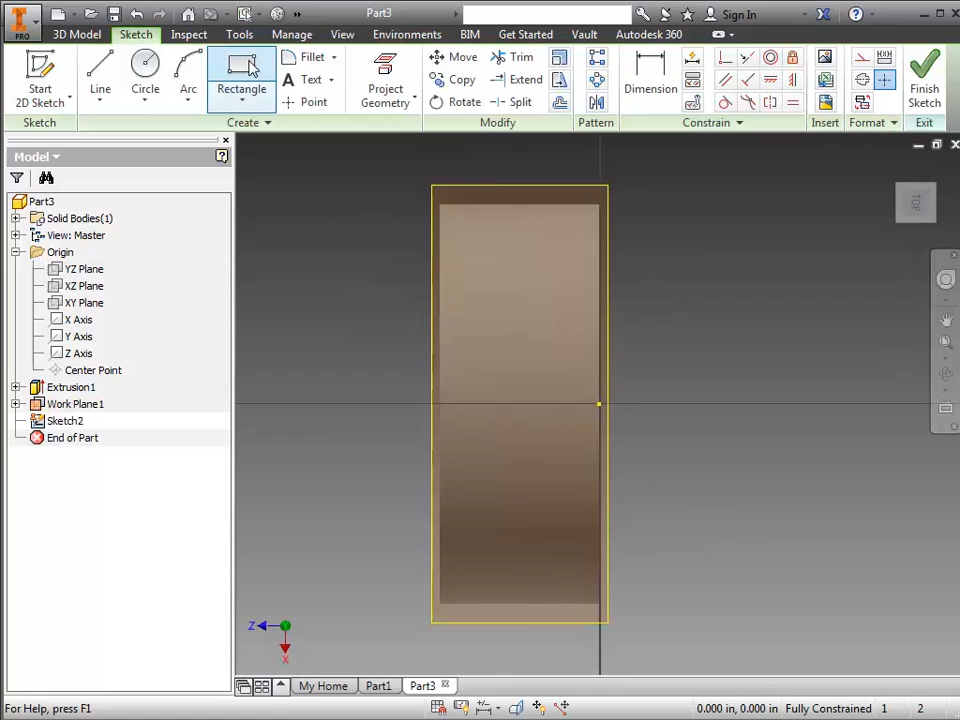 Part3
Sign In
PRO
3D Model
Sketch
Inspect
Tools
Manage
View
Environments
BIM
Get Started
Vault
Autodesk 360
Start
2D Sketch
Line
Circle
Arc
Rectangle
Fillet
Text
Point
Project
Geometry
Move
Copy
Rotate
Trim
Extend
Split
Dimension
Finish
Sketch
Sketch
Create
Modify
Pattern
Constrain
Insert
Format
Exit
Model
Part3
Solid Bodies(1)
View: Master
Origin
YZ Plane
XZ Plane
XY Plane
X Axis
Y Axis
Z Axis
Center Point
Extrusion1
Work Plane1
Sketch2
End of Part
TOP
Z
X
My Home
Part1
Part3
For Help, press F1
0.000 in, 0.000 in
Fully Constrained
1
2